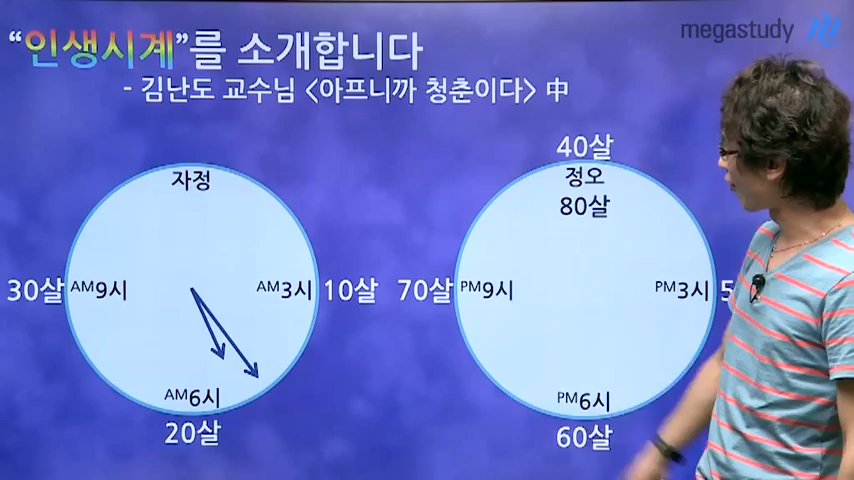 megastudy
“인생시계”를 소개합니다
- 김난도 교수님 <아프니까 청춘이다> 中
40살
자정
정오
80살
30살 AM9시 AM3시 10살
70살 PM9시 PM3시 5
AM6시
20살
PM6시
60살